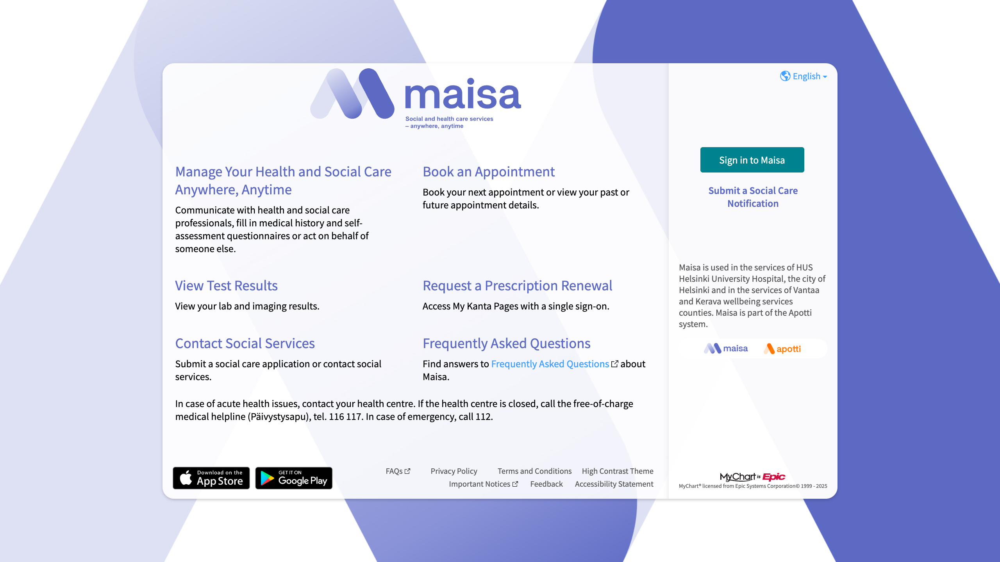 maisa
Social and health care services
– anywhere, anytime
Manage Your Health and Social Care
Anywhere, Anytime
Communicate with health and social care
professionals, fill in medical history and self-
assessment questionnaires or act on behalf of
someone else.
Book an Appointment
Book your next appointment or view your past or
future appointment details.
View Test Results
View your lab and imaging results.
Request a Prescription Renewal
Access My Kanta Pages with a single sign-on.
Contact Social Services
Submit a social care application or contact social
services.
Frequently Asked Questions
Find answers to Frequently Asked Questions about
Maisa.
In case of acute health issues, contact your health centre. If the health centre is closed, call the free-of-charge
medical helpline (Päivystysapu), tel. 116 117. In case of emergency, call 112.
Download on the
App Store
GET IT ON
Google Play
FAQs Privacy Policy Terms and Conditions High Contrast Theme
Important Notices Feedback Accessibility Statement
English
Sign in to Maisa
Submit a Social Care
Notification
Maisa is used in the services of HUS
Helsinki University Hospital, the city of
Helsinki and in the services of Vantaa
and Kerava wellbeing services
counties. Maisa is part of the Apotti
system.
maisa apotti
MyChart is Epic
MyChart® licensed from Epic Systems Corporation© 1999 - 2025